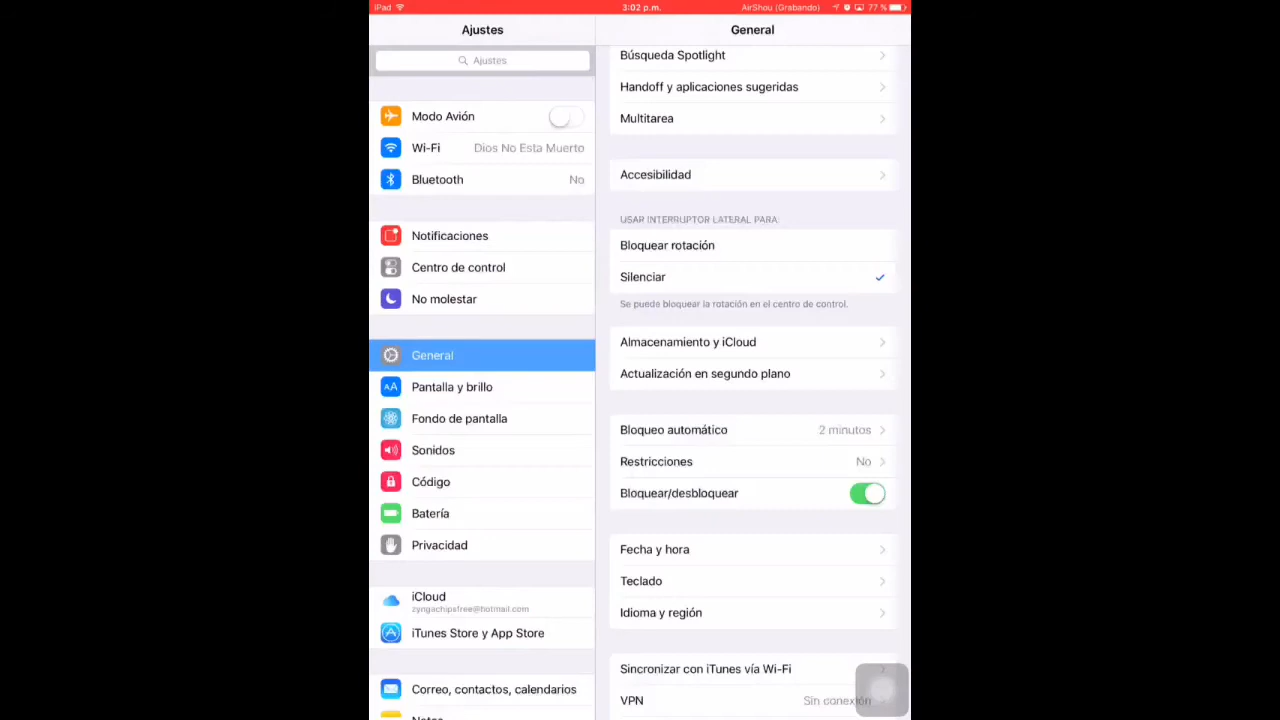 iPad
3:02 p.m.
AirShou (Grabando)
77 %
Ajustes
Ajustes
Modo Avión
Wi-Fi Dios No Esta Muerto
Bluetooth No
Notificaciones
Centro de control
No molestar
General
Pantalla y brillo
Fondo de pantalla
Sonidos
Código
Batería
Privacidad
iCloud
zyngachipsfree@hotmail.com
iTunes Store y App Store
Correo, contactos, calendarios
Notas
General
Búsqueda Spotlight
Handoff y aplicaciones sugeridas
Multitarea
Accesibilidad
USAR INTERRUPTOR LATERAL PARA:
Bloquear rotación
Silenciar
Se puede bloquear la rotación en el centro de control.
Almacenamiento y iCloud
Actualización en segundo plano
Bloqueo automático 2 minutos
Restricciones No
Bloquear/desbloquear
Fecha y hora
Teclado
Idioma y región
Sincronizar con iTunes vía Wi-Fi
VPN Sin conexión